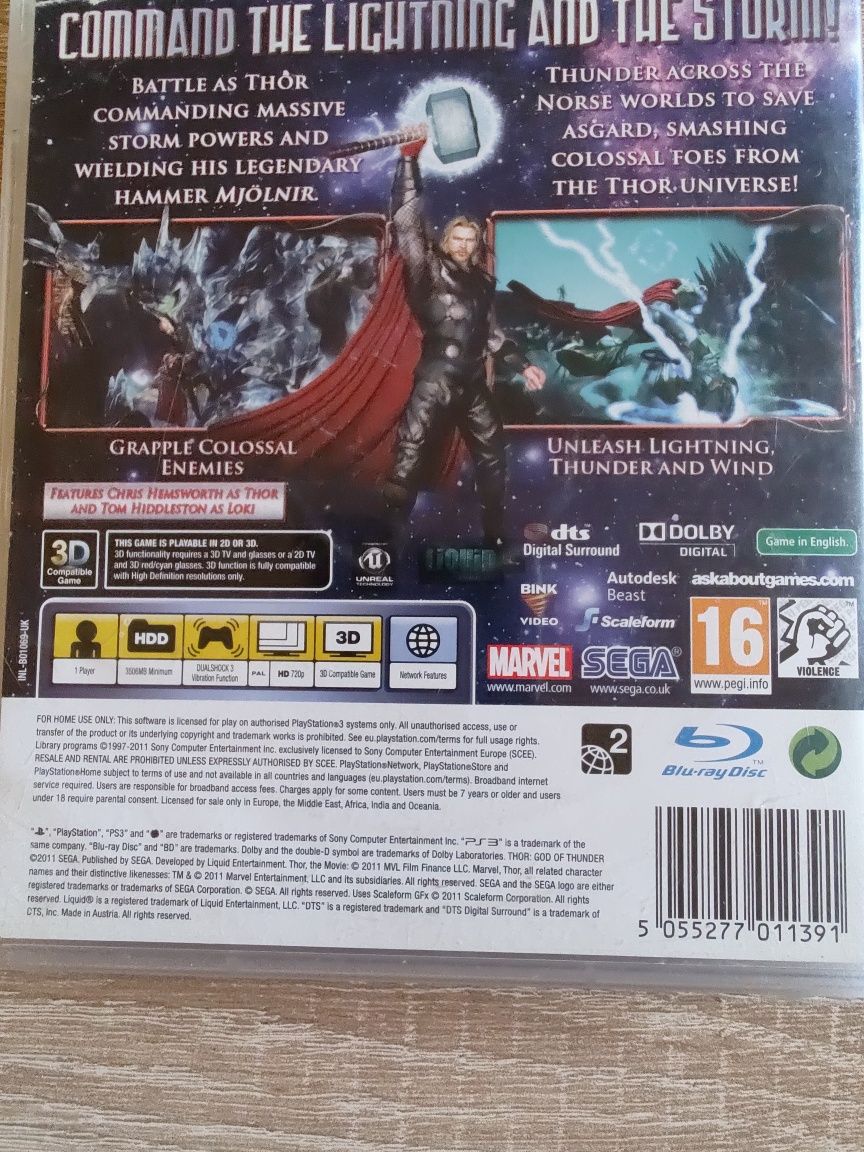 COMMAND THE LIGHTNING AND THE STORM!
BATTLE AS THOR
COMMANDING MASSIVE
STORM POWERS AND
WIELDING HIS LEGENDARY
HAMMER MJÖLNIR.
THUNDER ACROSS THE
NORSE WORLDS TO SAVE
ASGARD, SMASHING
COLOSSAL FOES FROM
THE THOR UNIVERSE!
GRAPPLE COLOSSAL
ENEMIES
UNLEASH LIGHTNING,
THUNDER AND WIND
FEATURES CHRIS HEMSWORTH AS THOR
AND TOM HIDDLESTON AS LOKI
3D
Compatible
Game
THIS GAME IS PLAYABLE IN 2D OR 3D.
3D functionality requires a 3D TV and glasses or a 2D TV
and 3D red/cyan glasses. 3D function is fully compatible
with High Definition resolutions only.
UNREAL
TECHNOLOGY
LIQUID
dts
Digital Surround
DOLBY
DIGITAL
Game in English.
BINK
VIDEO
Autodesk
Beast
askaboutgames.com
Scaleform
MARVEL
www.marvel.com
SEGA®
www.sega.co.uk
16
www.pegi.info
VIOLENCE
INL-B01069-UK
HDD
3D
1 Player
3506MB Minimum
DUALSHOCK 3
Vibration Function
PAL
HD 720p
3D Compatible Game
Network Features
FOR HOME USE ONLY: This software is licensed for play on authorised PlayStation®3 systems only. All unauthorised access, use or
transfer of the product or its underlying copyright and trademark works is prohibited. See eu.playstation.com/terms for full usage rights.
Library programs ©1997-2011 Sony Computer Entertainment Inc. exclusively licensed to Sony Computer Entertainment Europe (SCEE).
RESALE AND RENTAL ARE PROHIBITED UNLESS EXPRESSLY AUTHORISED BY SCEE. PlayStation®Network, PlayStation®Store and
PlayStation®Home subject to terms of use and not available in all countries and languages (eu.playstation.com/terms). Broadband internet
service required. Users are responsible for broadband access fees. Charges apply for some content. Users must be 7 years or older and users
under 18 require parental consent. Licensed for sale only in Europe, the Middle East, Africa, India and Oceania.
2
Blu-ray Disc™
"", "PlayStation", "PS3" and "" are trademarks or registered trademarks of Sony Computer Entertainment Inc. "PS3" is a trademark of the
same company. "Blu-ray Disc" and "BD" are trademarks. Dolby and the double-D symbol are trademarks of Dolby Laboratories. THOR: GOD OF THUNDER
©2011 SEGA. Published by SEGA. Developed by Liquid Entertainment. Thor, the Movie: © 2011 MVL Film Finance LLC. Marvel, Thor, all related character
names and their distinctive likenesses: TM & © 2011 Marvel Entertainment, LLC and its subsidiaries. All rights reserved. SEGA and the SEGA logo are either
registered trademarks or trademarks of SEGA Corporation. © SEGA. All rights reserved. Uses Scaleform GFx © 2011 Scaleform Corporation. All rights
reserved. Liquid® is a registered trademark of Liquid Entertainment, LLC. "DTS" is a registered trademark and "DTS Digital Surround" is a trademark of
DTS, Inc. Made in Austria. All rights reserved.
5 055277 011391